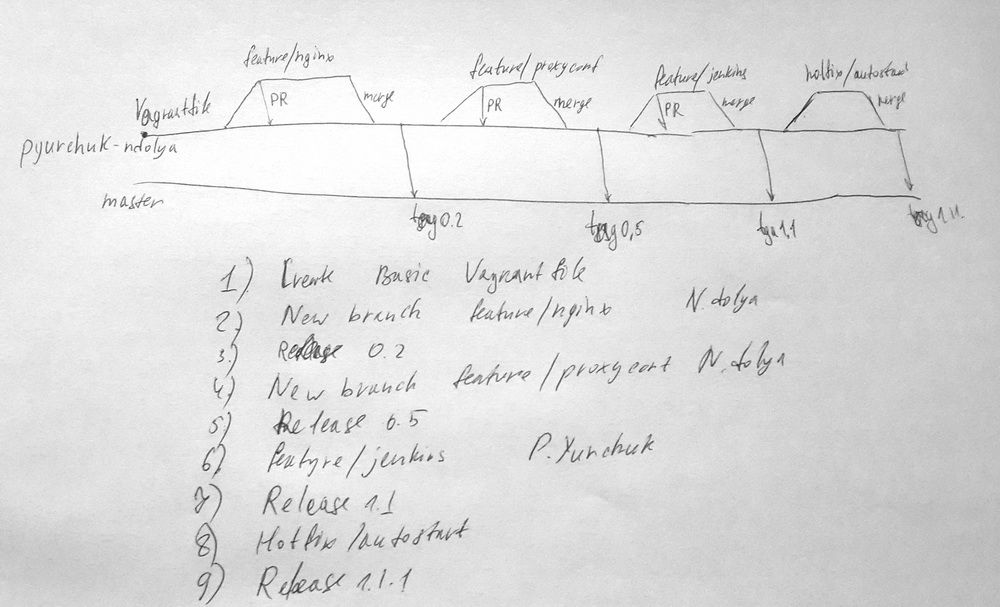 feature/nginx
feature/proxyconf
feature/jenkins
hotfix/autostart
Vagrantfile
PR
merge
PR
merge
PR
merge
merge
pyurchuk-ndolya
master
tag 0.2
tag 0,5
tga 1,1
tag 1.1.1
1) Create Basic Vagrantfile
2) New branch feature/nginx N.dolya
3) Release 0.2
4) New branch feature/proxyconf N.dolya
5) Release 0.5
6) featyre/jenkins P.Yurchuk
7) Release 1.1
8) Hotfix/autostart
9) Release 1.1.1